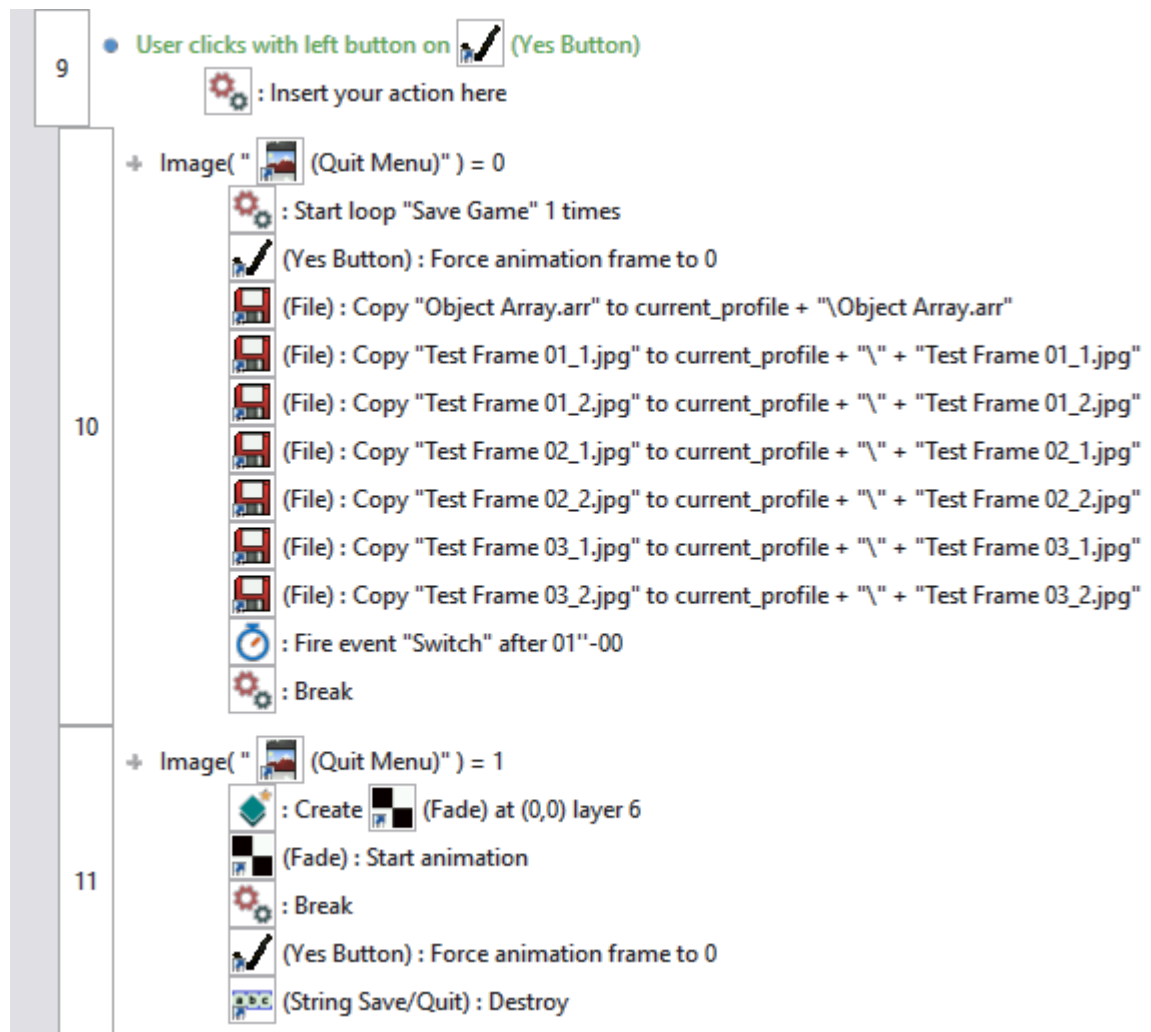 9
User clicks with left button on (Yes Button)
: Insert your action here
10
Image( " (Quit Menu)" ) = 0
: Start loop "Save Game" 1 times
(Yes Button) : Force animation frame to 0
(File) : Copy "Object Array.arr" to current_profile + "\Object Array.arr"
(File) : Copy "Test Frame 01_1.jpg" to current_profile + "\" + "Test Frame 01_1.jpg"
(File) : Copy "Test Frame 01_2.jpg" to current_profile + "\" + "Test Frame 01_2.jpg"
(File) : Copy "Test Frame 02_1.jpg" to current_profile + "\" + "Test Frame 02_1.jpg"
(File) : Copy "Test Frame 02_2.jpg" to current_profile + "\" + "Test Frame 02_2.jpg"
(File) : Copy "Test Frame 03_1.jpg" to current_profile + "\" + "Test Frame 03_1.jpg"
(File) : Copy "Test Frame 03_2.jpg" to current_profile + "\" + "Test Frame 03_2.jpg"
: Fire event "Switch" after 01''-00
: Break
11
Image( " (Quit Menu)" ) = 1
: Create (Fade) at (0,0) layer 6
(Fade) : Start animation
: Break
(Yes Button) : Force animation frame to 0
abc (String Save/Quit) : Destroy